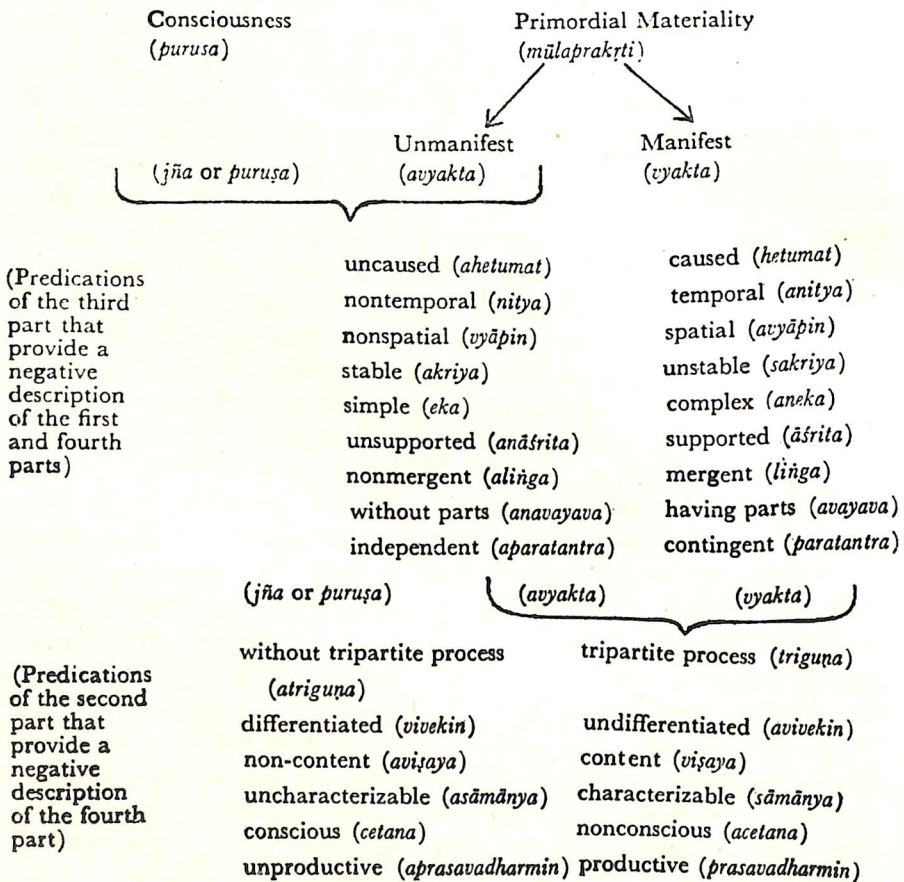 Consciousness Primordial Materiality
(puruṣa) (mūlaprakṛti)
Unmanifest Manifest
(jña or puruṣa) (avyakta) (vyakta)
(Predications
of the third
part that
provide a
negative
description
of the first
and fourth
parts)
uncaused (ahetumat) caused (hetumat)
nontemporal (nitya) temporal (anitya)
nonspatial (vyāpin) spatial (avyāpin)
stable (akriya) unstable (sakriya)
simple (eka) complex (aneka)
unsupported (anāśrita) supported (āśrita)
nonmergent (aliṅga) mergent (liṅga)
without parts (anavayava) having parts (avayava)
independent (aparatantra) contingent (paratantra)
(jña or puruṣa) (avyakta) (vyakta)
(Predications
of the second
part that
provide a
negative
description
of the fourth
part)
without tripartite process tripartite process (triguṇa)
(atriguṇa)
differentiated (vivekin) undifferentiated (avivekin)
non-content (aviṣaya) content (viṣaya)
uncharacterizable (asāmānya) characterizable (sāmānya)
conscious (cetana) nonconscious (acetana)
unproductive (aprasavadharmin) productive (prasavadharmin)